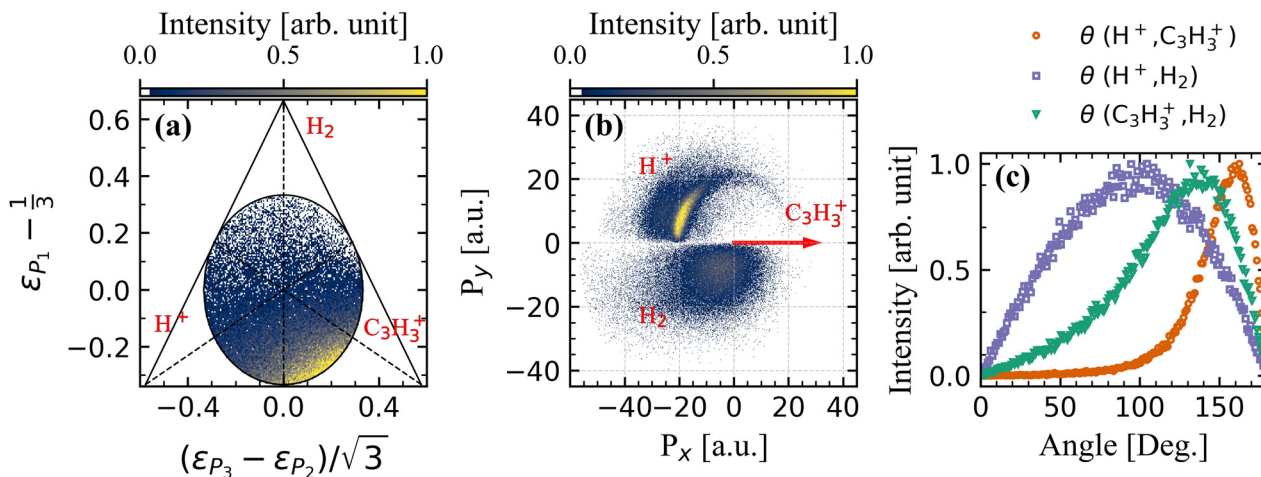 Intensity [arb. unit]
0.0 0.5 1.0
(a)
H₂
H⁺
C₃H₃⁺
0.6
0.4
0.2
0.0
−0.2
εP₁ − 1/3
−0.4 0.0 0.4
(εP₃ − εP₂)/√3
Intensity [arb. unit]
0.0 0.5 1.0
(b)
H⁺
C₃H₃⁺
H₂
40
20
0
−20
−40
Py [a.u.]
−40 −20 0 20 40
Px [a.u.]
θ (H⁺,C₃H₃⁺)
θ (H⁺,H₂)
θ (C₃H₃⁺,H₂)
(c)
1.0
0.5
0.0
Intensity [arb. unit]
0 50 100 150
Angle [Deg.]